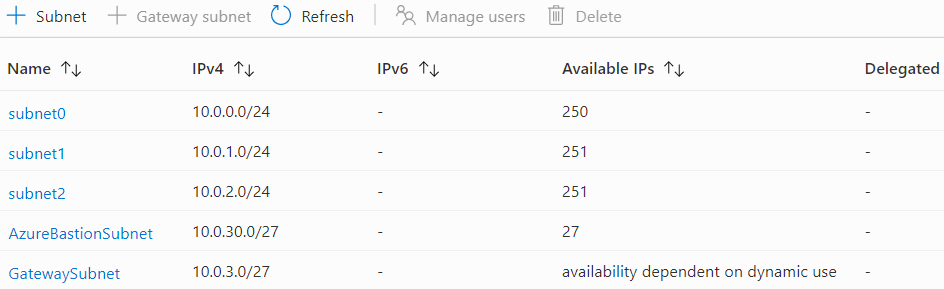 + Subnet + Gateway subnet Refresh Manage users Delete
Name IPv4 IPv6 Available IPs Delegated
subnet0 10.0.0.0/24 - 250 -
subnet1 10.0.1.0/24 - 251 -
subnet2 10.0.2.0/24 - 251 -
AzureBastionSubnet 10.0.30.0/27 - 27 -
GatewaySubnet 10.0.3.0/27 - availability dependent on dynamic use -